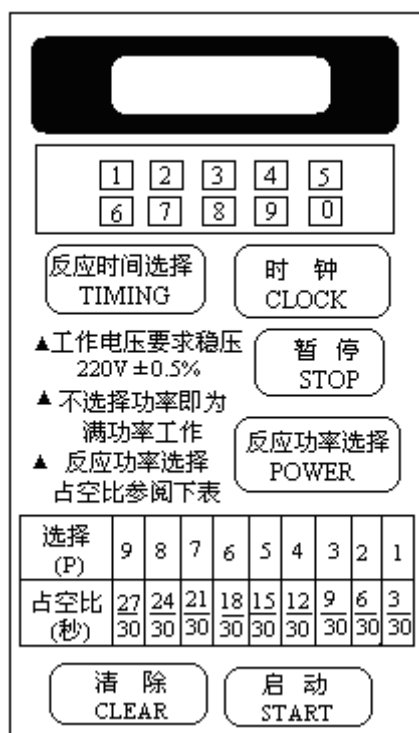 1 2 3 4 5
6 7 8 9 0
反应时间选择
TIMING
时 钟
CLOCK
▲工作电压要求稳压
220V±0.5%
▲ 不选择功率即为
满功率工作
▲ 反应功率选择
占空比参阅下表
暂 停
STOP
反应功率选择
POWER
选择
(P)
9 8 7 6 5 4 3 2 1
占空比
(秒)
27/30 24/30 21/30 18/30 15/30 12/30 9/30 6/30 3/30
清 除
CLEAR
启 动
START